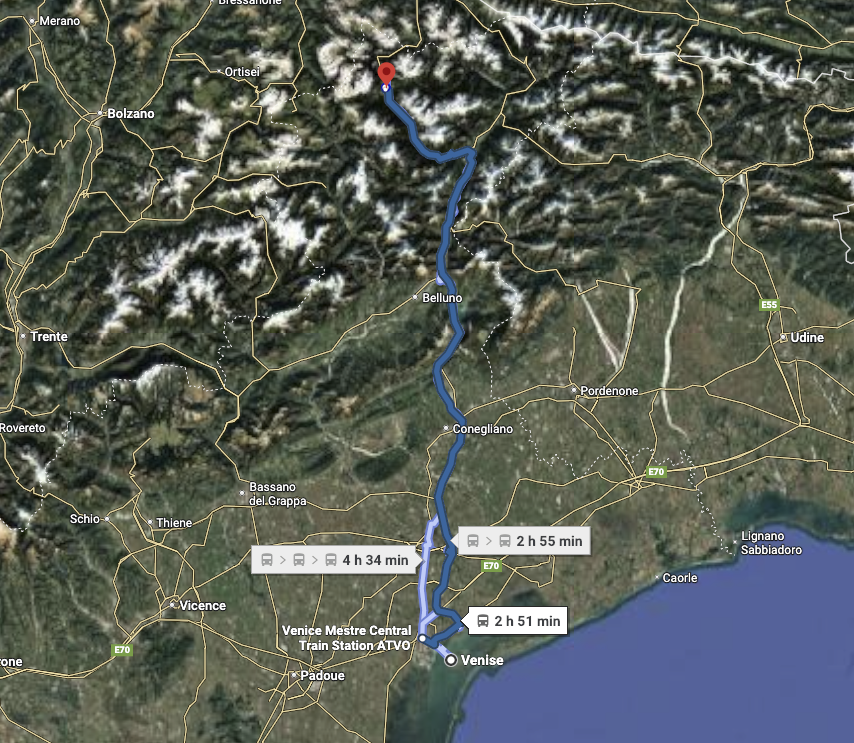 Bressanone
Merano
Ortisei
Bolzano
Belluno
E55
Trente
Udine
Pordenone
Rovereto
Conegliano
E70
Bassano
del Grappa
Schio
Thiene
2 h 55 min
Lignano
Sabbiadoro
4 h 34 min
E70
Caorle
Vicence
2 h 51 min
Venice Mestre Central
Train Station ATVO
E70
rone
Venise
Padoue